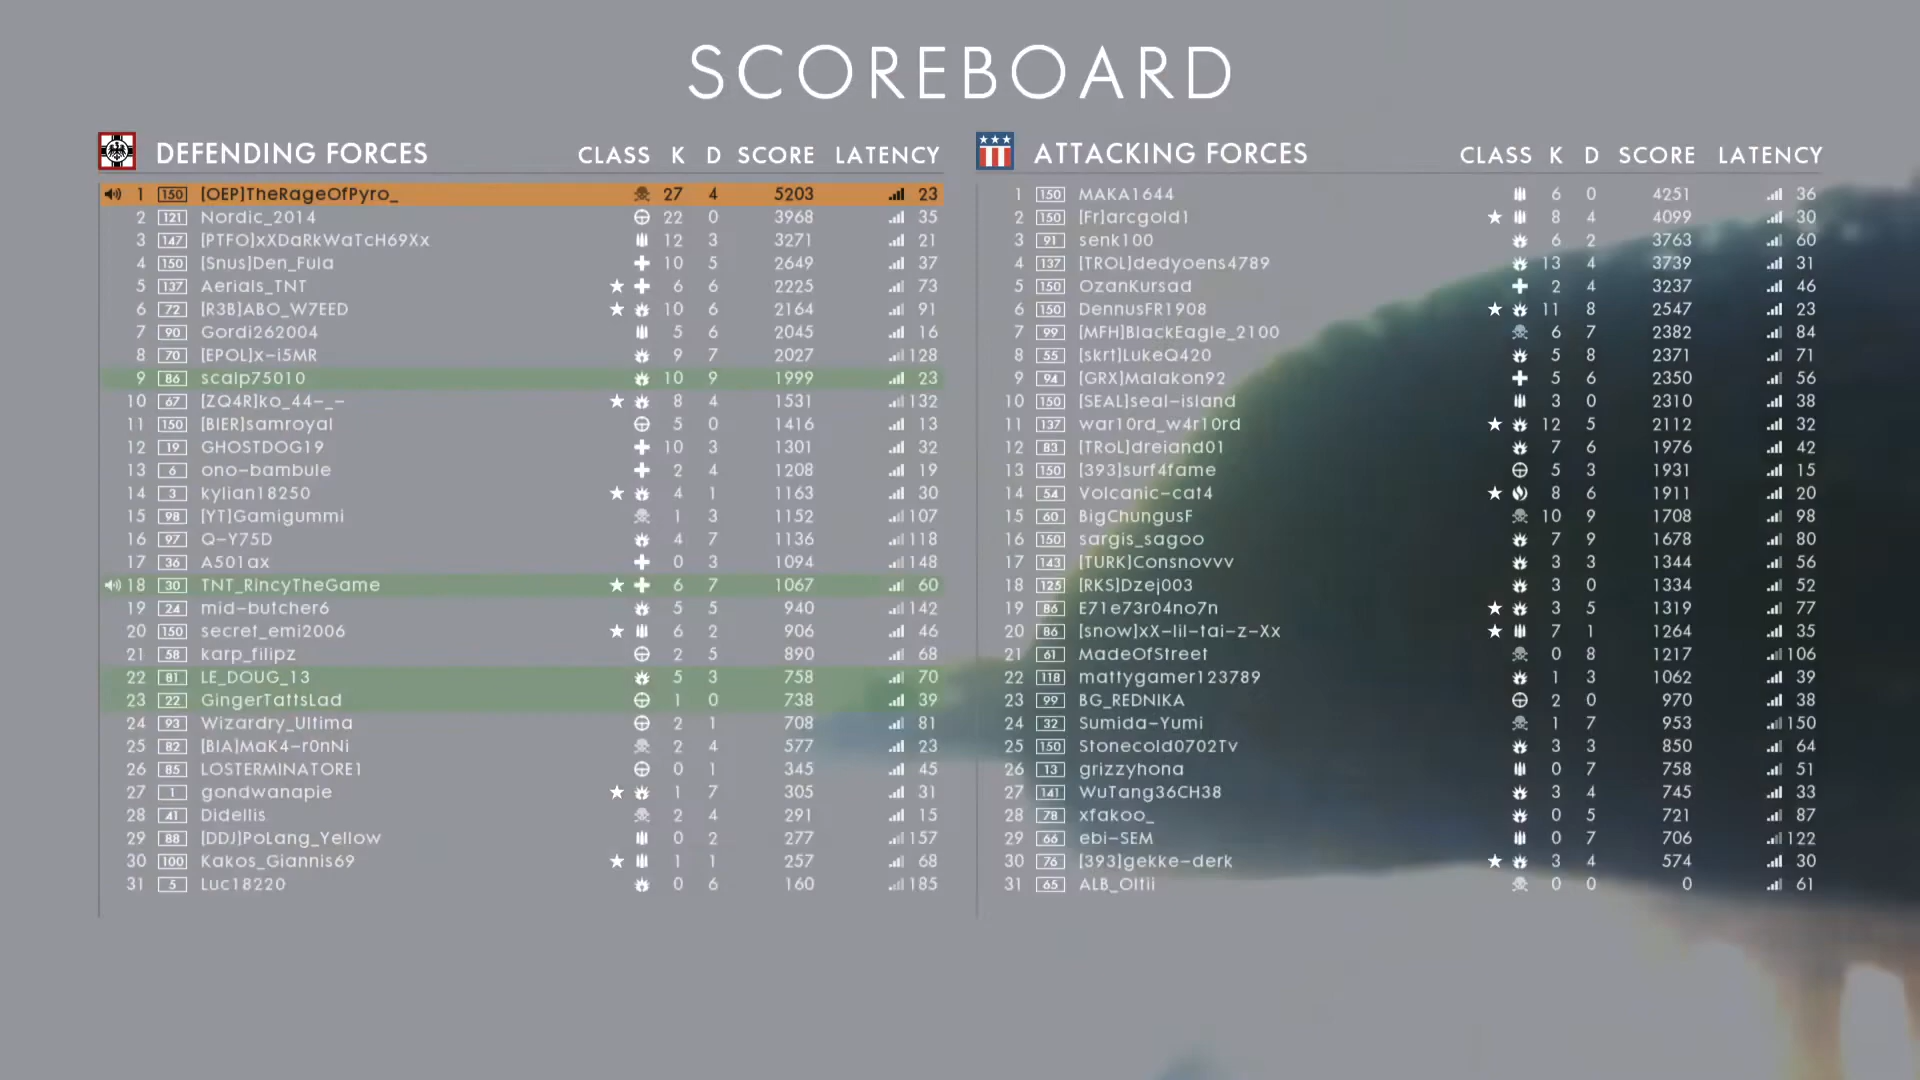 SCOREBOARD
DEFENDING FORCES CLASS K D SCORE LATENCY
1 150 [OEP]TheRageOfPyro_ 27 4 5203 23
2 121 Nordic_2014 22 0 3968 35
3 147 [PTFO]xXDaRkWaTcH69Xx 12 3 3271 21
4 150 [Snus]Den_Fula 10 5 2649 37
5 137 Aerials_TNT 6 6 2225 73
6 72 [R3B]ABO_W7EED 10 6 2164 91
7 90 Gordi262004 5 6 2045 16
8 70 [EPOL]x-i5MR 9 7 2027 128
9 86 scalp75010 10 9 1999 23
10 67 [ZQ4R]ko_44-_- 8 4 1531 132
11 150 [BIER]samroyal 5 0 1416 13
12 19 GHOSTDOG19 10 3 1301 32
13 6 ono-bambule 2 4 1208 19
14 3 kylian18250 4 1 1163 30
15 98 [YT]Gamigummi 1 3 1152 107
16 97 Q-Y75D 4 7 1136 118
17 36 A501ax 0 3 1094 148
18 30 TNT_RincyTheGame 6 7 1067 60
19 24 mid-butcher6 5 5 940 142
20 150 secret_emi2006 6 2 906 46
21 58 karp_filipz 2 5 890 68
22 81 LE_DOUG_13 5 3 758 70
23 22 GingerTattsLad 1 0 738 39
24 93 Wizardry_Ultima 2 1 708 81
25 82 [BIA]MaK4-r0nNi 2 4 577 23
26 85 LOSTERMINATORE1 0 1 345 45
27 1 gondwanapie 1 7 305 31
28 41 Didellis 2 4 291 15
29 88 [DDJ]PoLang_Yellow 0 2 277 157
30 100 Kakos_Giannis69 1 1 257 68
31 5 Luc18220 0 6 160 185
ATTACKING FORCES CLASS K D SCORE LATENCY
1 150 MAKA1644 6 0 4251 36
2 150 [Fr]arcgold1 8 4 4099 30
3 91 senk100 6 2 3763 60
4 137 [TROL]dedyoens4789 13 4 3739 31
5 150 OzanKursad 2 4 3237 46
6 150 DennusFR1908 11 8 2547 23
7 99 [MFH]BlackEagle_2100 6 7 2382 84
8 55 [skrt]LukeQ420 5 8 2371 71
9 94 [GRX]Malakon92 5 6 2350 56
10 150 [SEAL]seal-island 3 0 2310 38
11 137 war10rd_w4r10rd 12 5 2112 32
12 83 [TRoL]dreiand01 7 6 1976 42
13 150 [393]surf4fame 5 3 1931 15
14 54 Volcanic-cat4 8 6 1911 20
15 60 BigChungusF 10 9 1708 98
16 150 sargis_sagoo 7 9 1678 80
17 143 [TURK]Consnovvv 3 3 1344 56
18 125 [RKS]Dzej003 3 0 1334 52
19 86 E71e73r04no7n 3 5 1319 77
20 86 [snow]xX-lil-tai-z-Xx 7 1 1264 35
21 61 MadeOfStreet 0 8 1217 106
22 118 mattygamer123789 1 3 1062 39
23 99 BG_REDNIKA 2 0 970 38
24 32 Sumida-Yumi 1 7 953 150
25 150 Stonecold0702Tv 3 3 850 64
26 13 grizzyhona 0 7 758 51
27 141 WuTang36CH38 3 4 745 33
28 78 xfakoo_ 0 5 721 87
29 66 ebi-SEM 0 7 706 122
30 76 [393]gekke-derk 3 4 574 30
31 65 ALB_Oltii 0 0 0 61